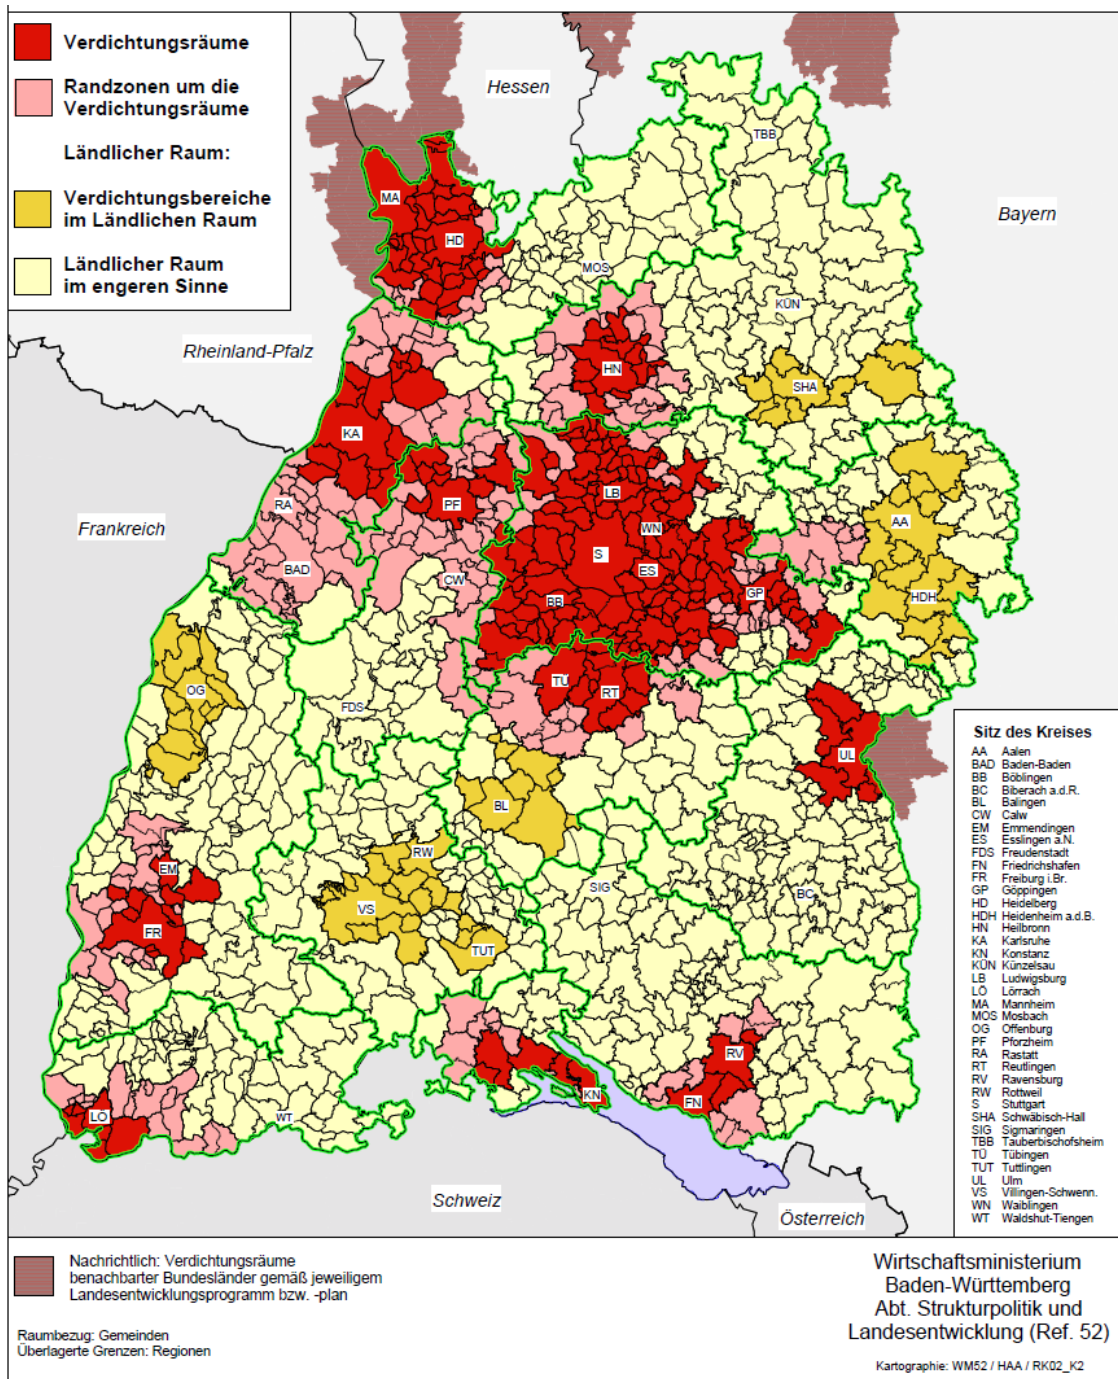 Verdichtungsräume
Randzonen um die
Verdichtungsräume
Ländlicher Raum:
Verdichtungsbereiche
im Ländlichen Raum
Ländlicher Raum
im engeren Sinne
Hessen
Bayern
Rheinland-Pfalz
Frankreich
Schweiz
Österreich
TBB
MA
HD
MOS
KÜN
HN
SHA
KA
RA
PF
LB
WN
AA
S
BAD
CW
ES
BB
GP
HDH
TÜ
RT
OG
FDS
UL
BL
RW
EM
SIG
BC
VS
FR
TUT
RV
KN
FN
LÖ
WT
Sitz des Kreises
AA Aalen
BAD Baden-Baden
BB Böblingen
BC Biberach a.d.R.
BL Balingen
CW Calw
EM Emmendingen
ES Esslingen a.N.
FDS Freudenstadt
FN Friedrichshafen
FR Freiburg i.Br.
GP Göppingen
HD Heidelberg
HDH Heidenheim a.d.B.
HN Heilbronn
KA Karlsruhe
KN Konstanz
KÜN Künzelsau
LB Ludwigsburg
LÖ Lörrach
MA Mannheim
MOS Mosbach
OG Offenburg
PF Pforzheim
RA Rastatt
RT Reutlingen
RV Ravensburg
RW Rottweil
S Stuttgart
SHA Schwäbisch-Hall
SIG Sigmaringen
TBB Tauberbischofsheim
TÜ Tübingen
TUT Tuttlingen
UL Ulm
VS Villingen-Schwenn.
WN Waiblingen
WT Waldshut-Tiengen
Nachrichtlich: Verdichtungsräume
benachbarter Bundesländer gemäß jeweiligem
Landesentwicklungsprogramm bzw. -plan
Raumbezug: Gemeinden
Überlagerte Grenzen: Regionen
Wirtschaftsministerium
Baden-Württemberg
Abt. Strukturpolitik und
Landesentwicklung (Ref. 52)
Kartographie: WM52 / HAA / RK02_K2